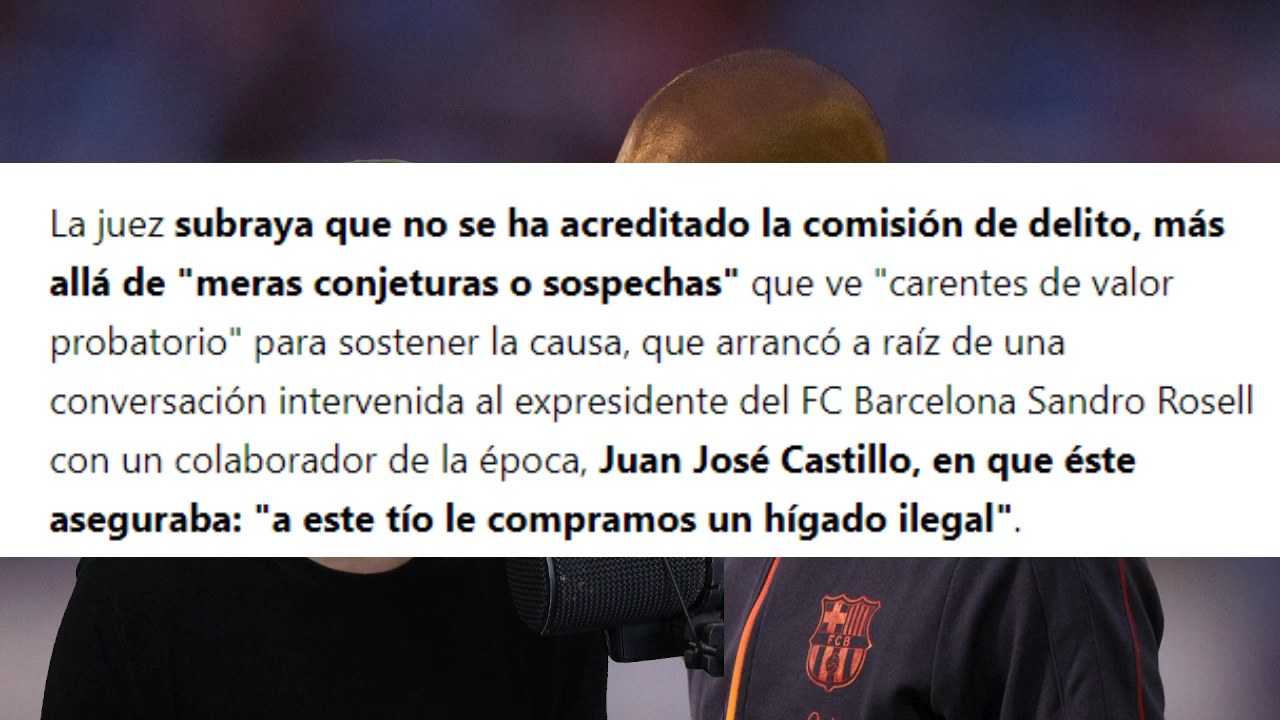 La juez subraya que no se ha acreditado la comisión de delito, más
allá de "meras conjeturas o sospechas" que ve "carentes de valor
probatorio" para sostener la causa, que arrancó a raíz de una
conversación intervenida al expresidente del FC Barcelona Sandro Rosell
con un colaborador de la época, Juan José Castillo, en que éste
aseguraba: "a este tío le compramos un hígado ilegal".
FCB